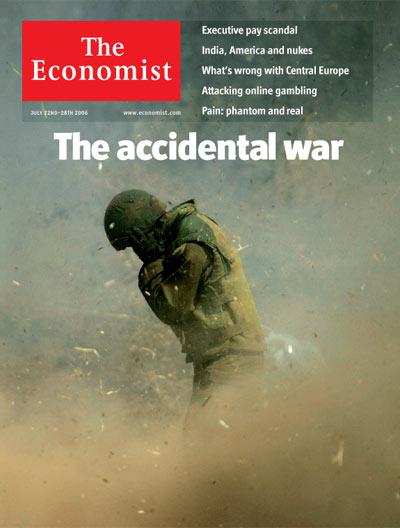 The
Economist
JULY 22ND–28TH 2006
www.economist.com
Executive pay scandal
India, America and nukes
What's wrong with Central Europe
Attacking online gambling
Pain: phantom and real
The accidental war